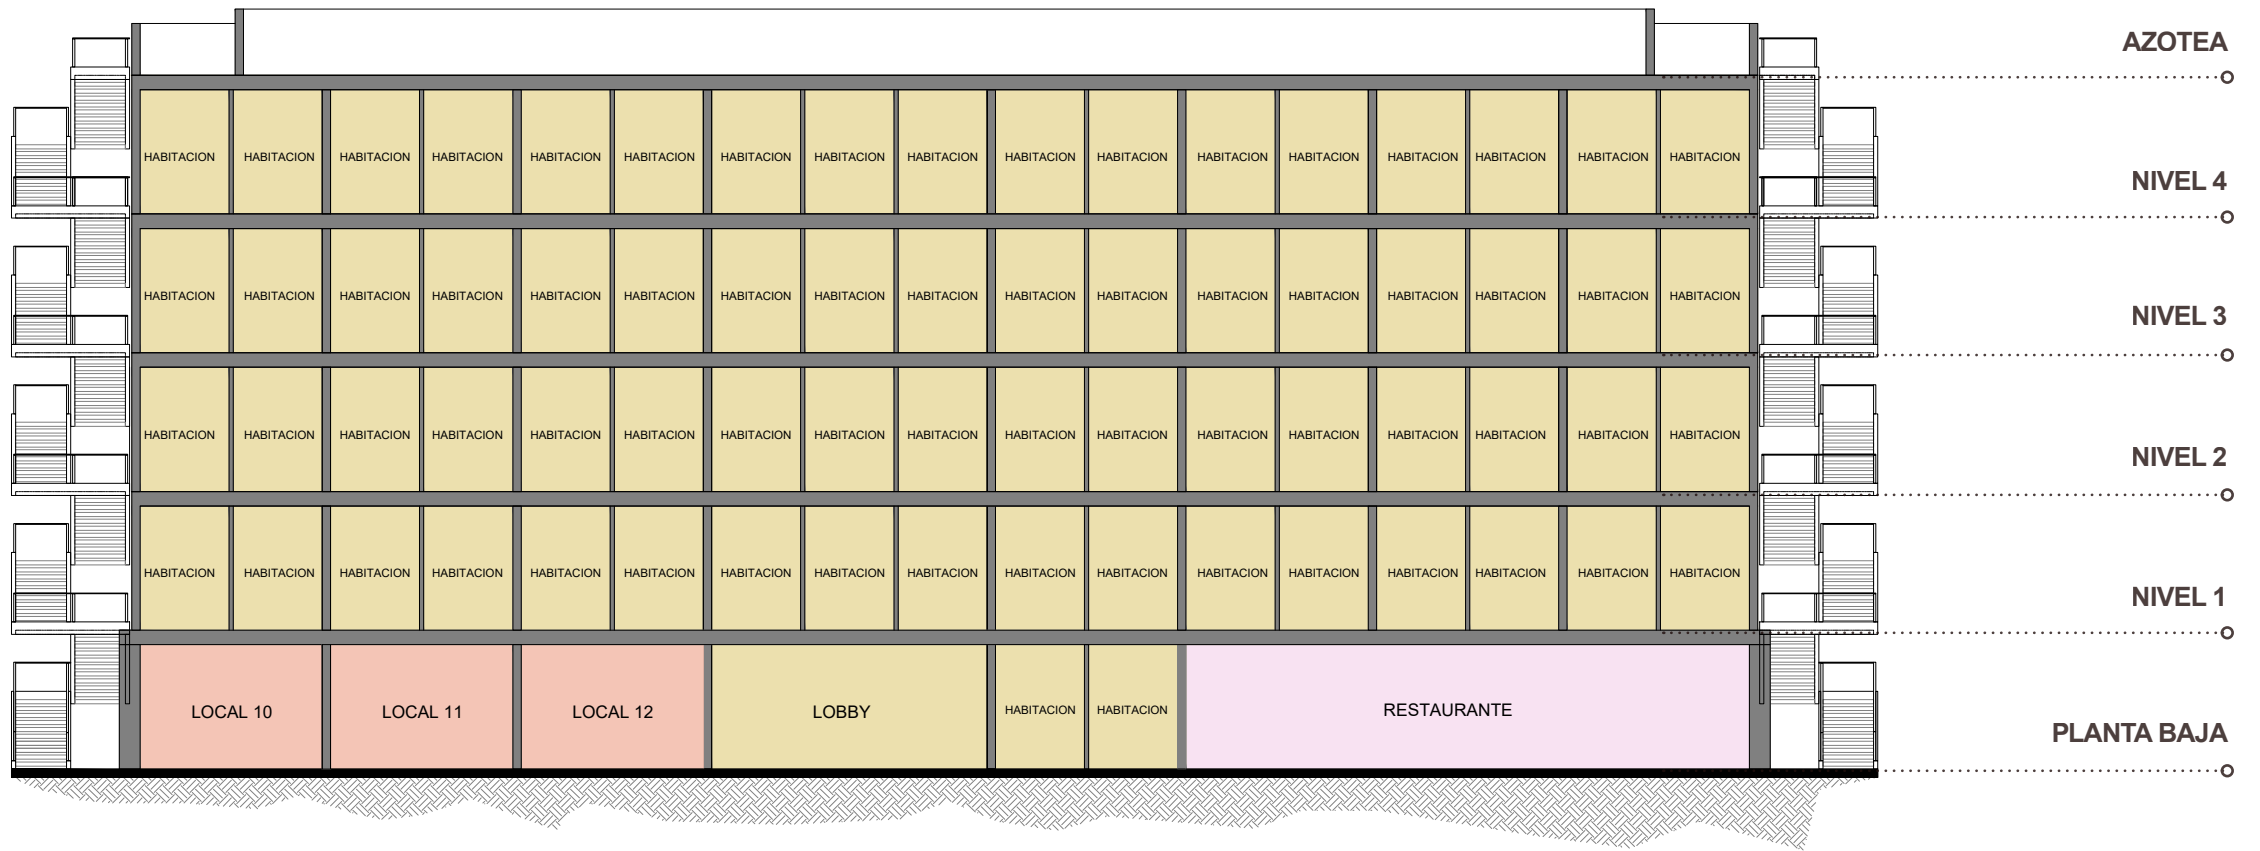 AZOTEA
HABITACION HABITACION HABITACION HABITACION HABITACION HABITACION HABITACION HABITACION HABITACION HABITACION HABITACION HABITACION HABITACION HABITACION HABITACION HABITACION HABITACION
NIVEL 4
HABITACION HABITACION HABITACION HABITACION HABITACION HABITACION HABITACION HABITACION HABITACION HABITACION HABITACION HABITACION HABITACION HABITACION HABITACION HABITACION HABITACION
NIVEL 3
HABITACION HABITACION HABITACION HABITACION HABITACION HABITACION HABITACION HABITACION HABITACION HABITACION HABITACION HABITACION HABITACION HABITACION HABITACION HABITACION HABITACION
NIVEL 2
HABITACION HABITACION HABITACION HABITACION HABITACION HABITACION HABITACION HABITACION HABITACION HABITACION HABITACION HABITACION HABITACION HABITACION HABITACION HABITACION HABITACION
NIVEL 1
LOCAL 10 LOCAL 11 LOCAL 12 LOBBY HABITACION HABITACION RESTAURANTE
PLANTA BAJA